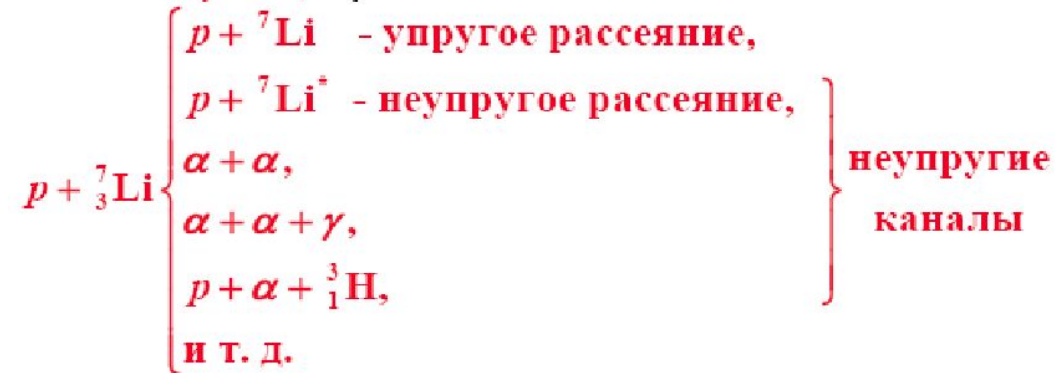 p + ⁷Li - упругое рассеяние,
p + ⁷Li* - неупругое рассеяние,
α + α,
p + ⁷₃Li { α + α + γ, } неупругие каналы
p + α + ³₁H,
и т. д.